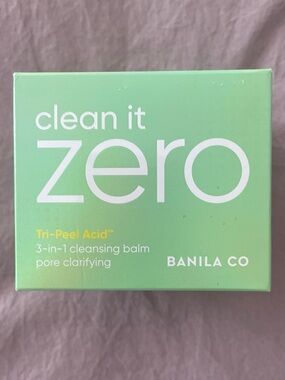 clean it
zero
Tri-Peel Acid™
3-in-1 cleansing balm
pore clarifying
BANILA CO